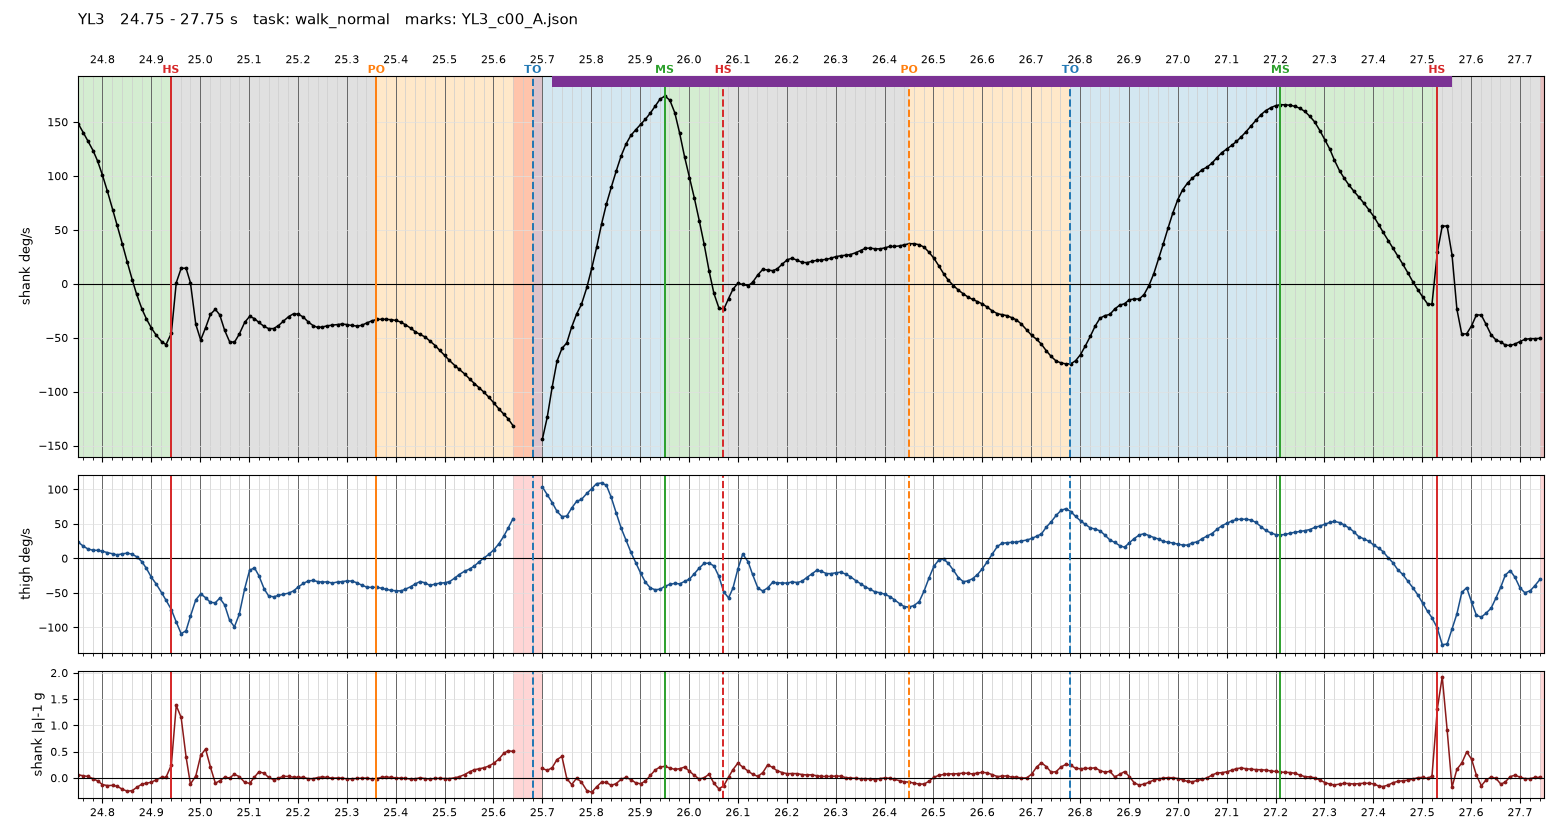 YL3   24.75 - 27.75 s   task: walk_normal   marks: YL3_c00_A.json
24.8 24.9 25.0 25.1 25.2 25.3 25.4 25.5 25.6 25.7 25.8 25.9 26.0 26.1 26.2 26.3 26.4 26.5 26.6 26.7 26.8 26.9 27.0 27.1 27.2 27.3 27.4 27.5 27.6 27.7
HS PO TO MS HS PO TO MS HS
shank deg/s
150
100
50
0
−50
−100
−150
thigh deg/s
100
50
0
−50
−100
shank |a|-1 g
2.0
1.5
1.0
0.5
0.0
24.8 24.9 25.0 25.1 25.2 25.3 25.4 25.5 25.6 25.7 25.8 25.9 26.0 26.1 26.2 26.3 26.4 26.5 26.6 26.7 26.8 26.9 27.0 27.1 27.2 27.3 27.4 27.5 27.6 27.7